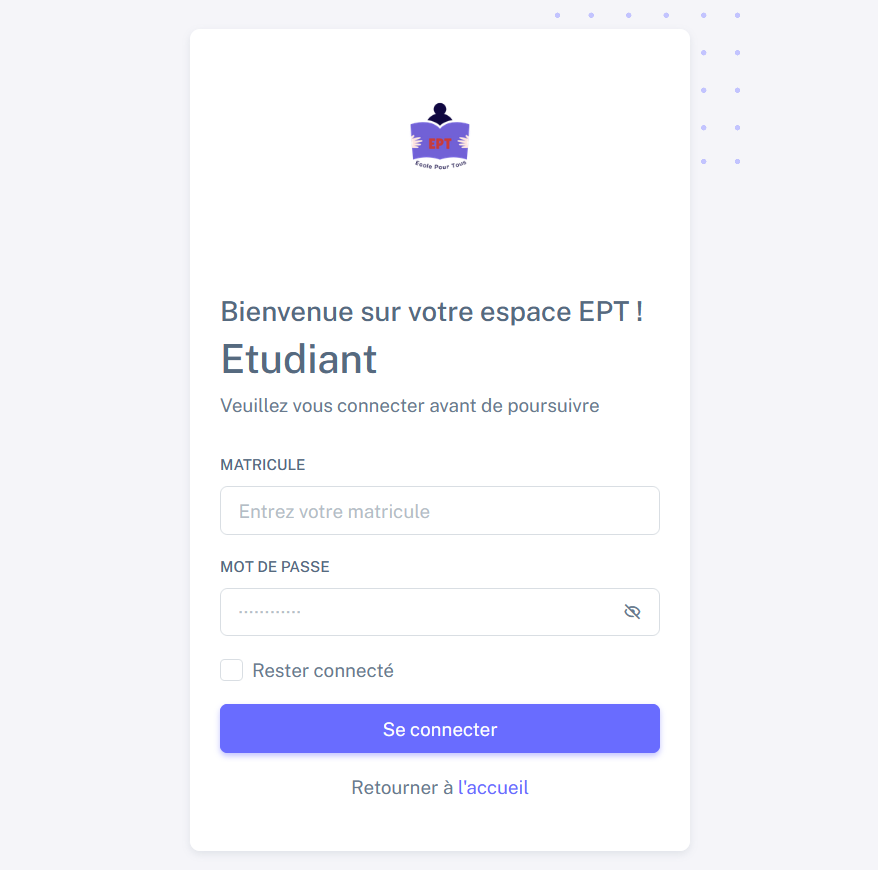 EPT
Ecole Pour Tous
Bienvenue sur votre espace EPT !
Etudiant
Veuillez vous connecter avant de poursuivre
MATRICULE
Entrez votre matricule
MOT DE PASSE
············
Rester connecté
Se connecter
Retourner à l'accueil